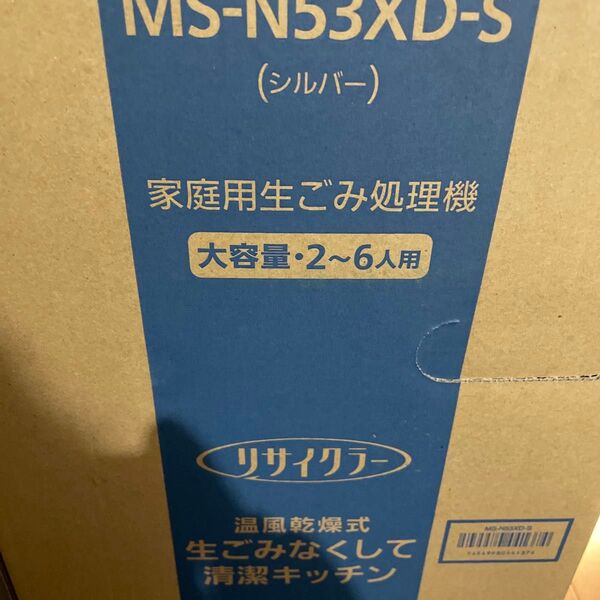 MS-N53XD-S
(シルバー)
家庭用生ごみ処理機
大容量・2～6人用
リサイクラー
温風乾燥式
生ごみなくして
清潔キッチン
MS-N53XD-S